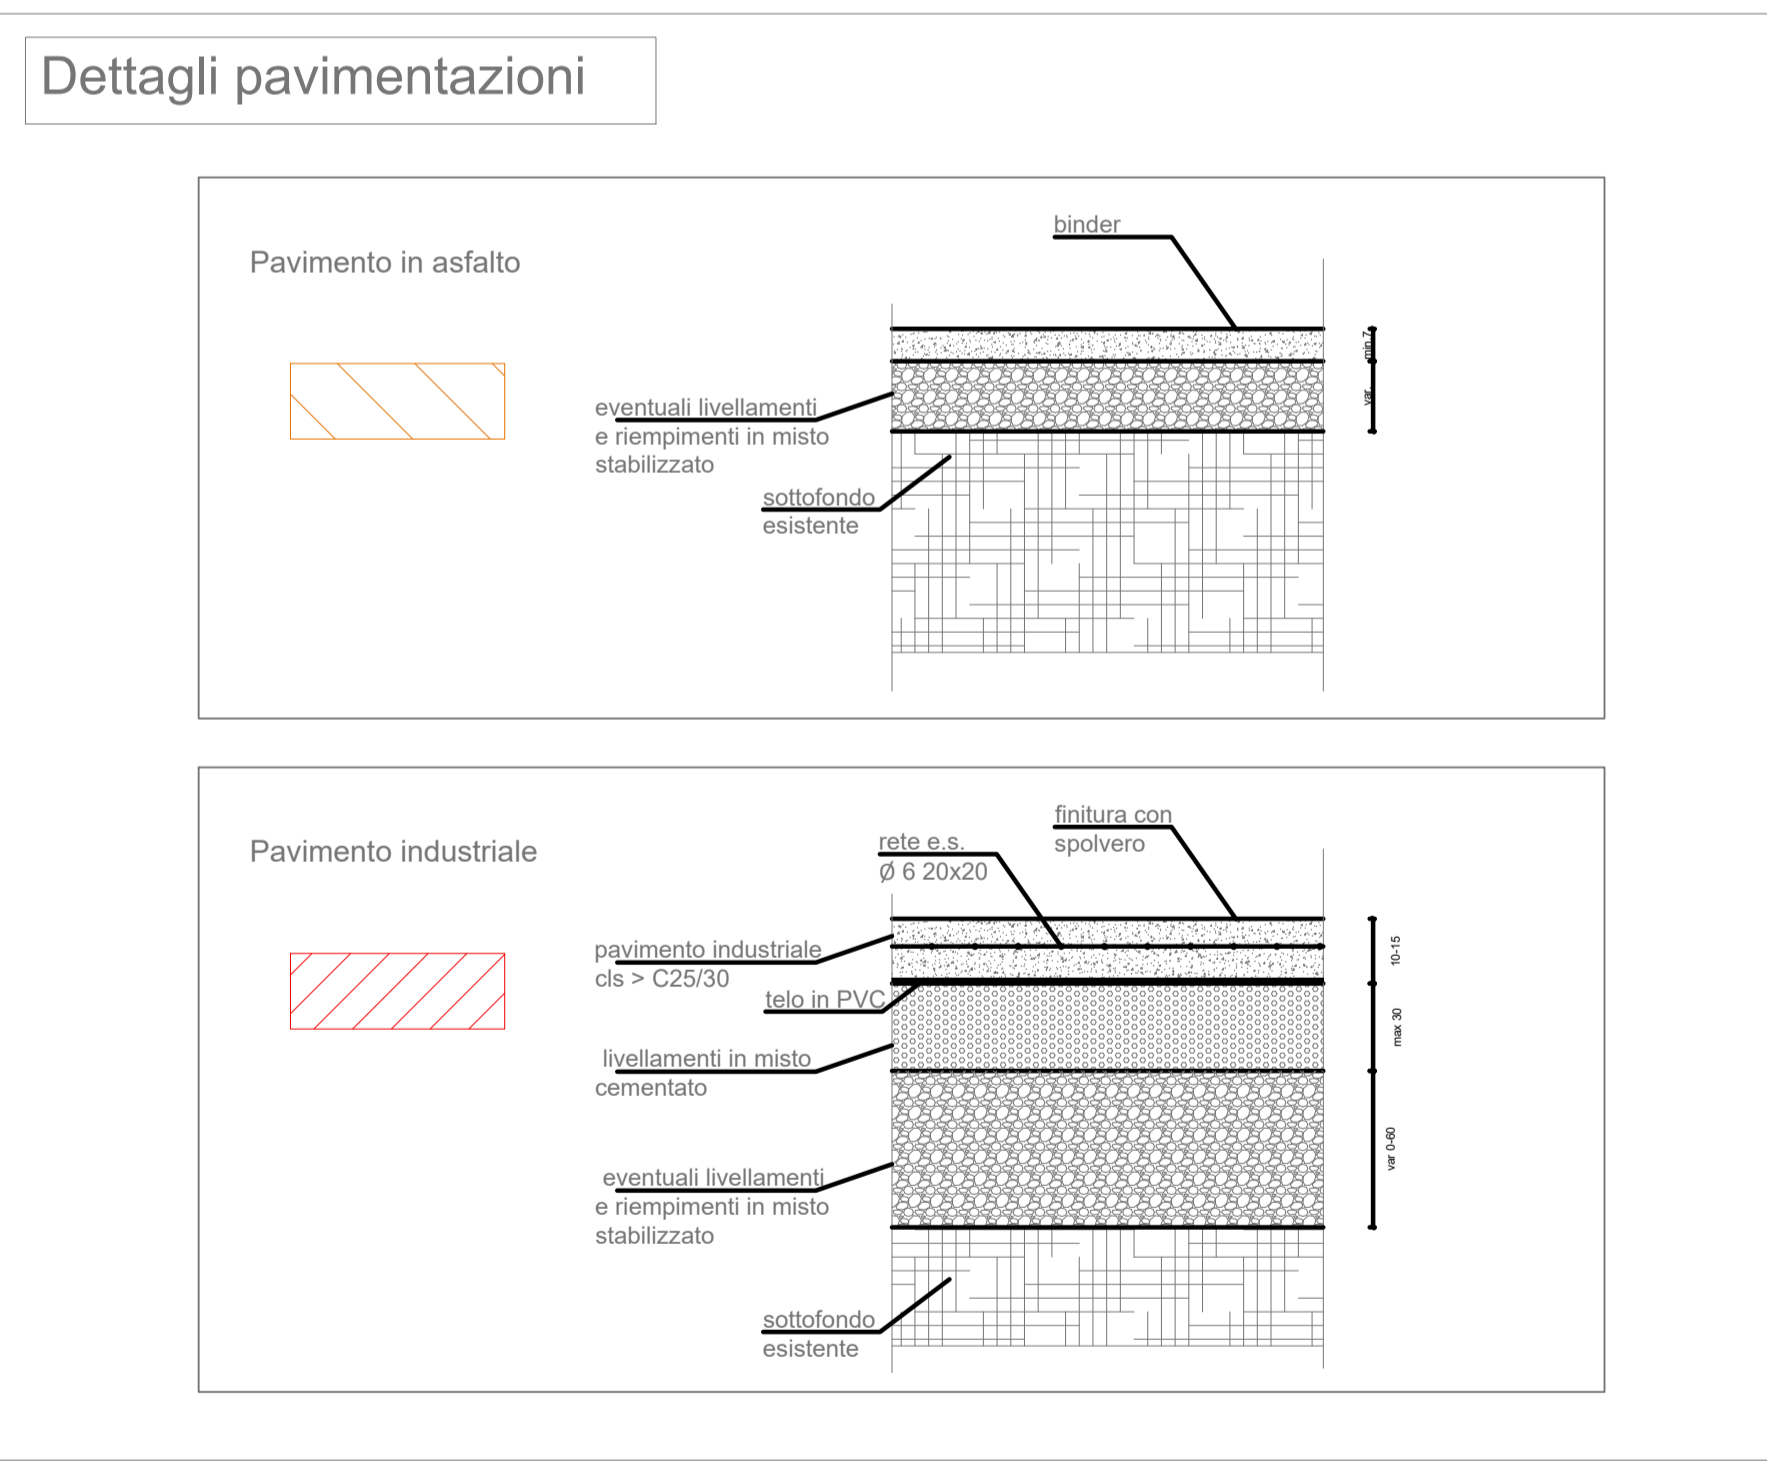 Dettagli pavimentazioni
Pavimento in asfalto
binder
eventuali livellamenti
e riempimenti in misto
stabilizzato
sottofondo
esistente
min 7
var.
Pavimento industriale
finitura con
spolvero
rete e.s.
Ø 6 20x20
pavimento industriale
cls > C25/30
telo in PVC
livellamenti in misto
cementato
eventuali livellamenti
e riempimenti in misto
stabilizzato
sottofondo
esistente
10-15
max 30
var 0-60